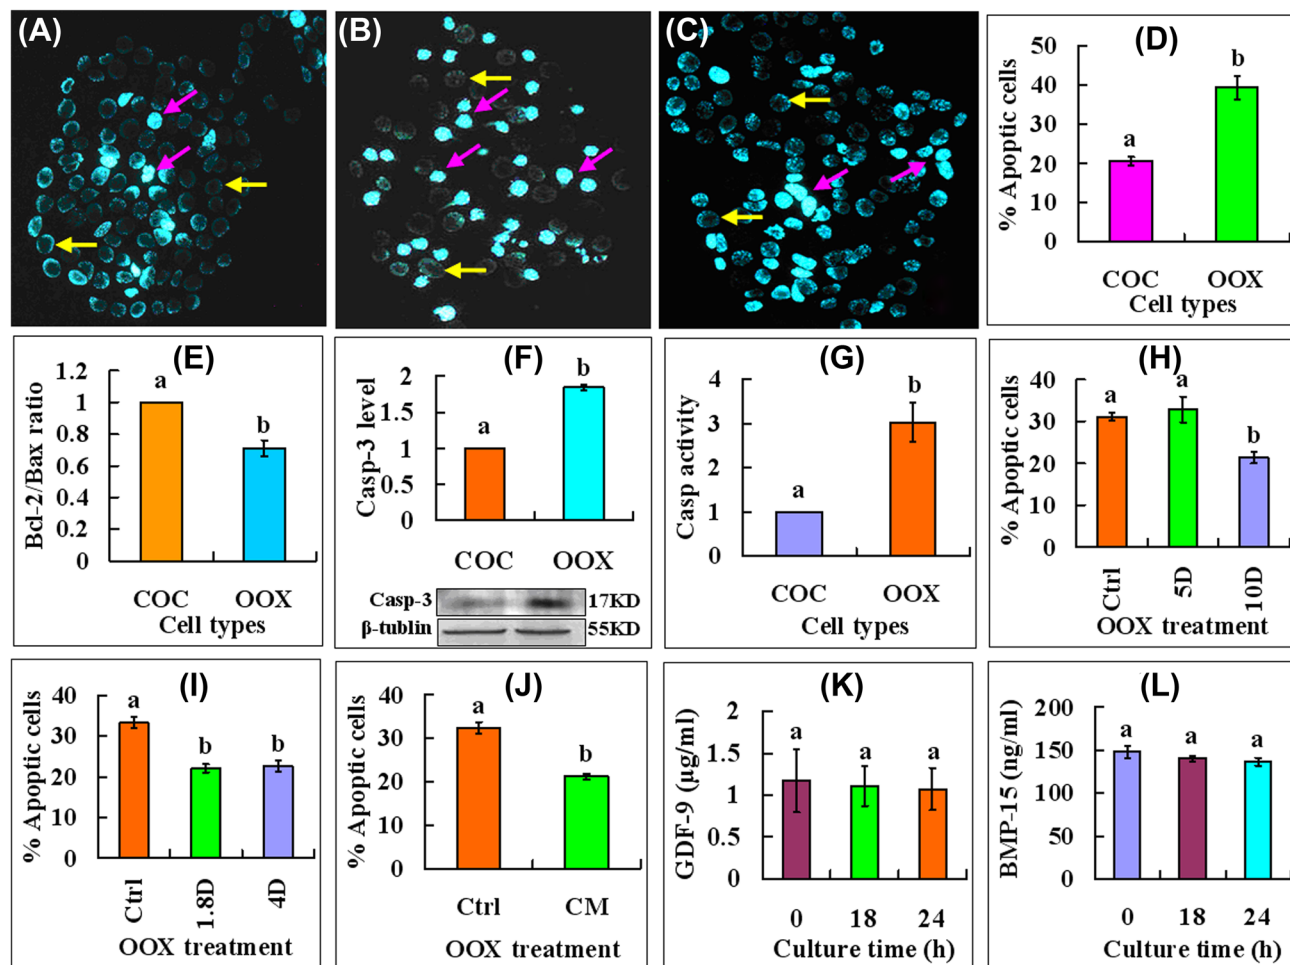 (A)
(B)
(C)
(D)
% Apoptic cells
50
40
30
20
10
0
a
b
COC
OOX
Cell types
(E)
Bcl-2/Bax ratio
1.2
1
0.8
0.6
0.4
0.2
0
a
b
COC
OOX
Cell types
(F)
Casp-3 level
2
1.5
1
0.5
0
a
b
COC
OOX
Casp-3
17KD
β-tublin
55KD
(G)
Casp activity
4
3
2
1
0
a
b
COC
OOX
Cell types
(H)
% Apoptic cells
40
30
20
10
0
a
a
b
Ctrl
5D
10D
OOX treatment
(I)
% Apoptic cells
40
30
20
10
0
a
b
b
Ctrl
1.8D
4D
OOX treatment
(J)
% Apoptic cells
40
30
20
10
0
a
b
Ctrl
CM
OOX treatment
(K)
GDF-9 (µg/ml)
2
1.5
1
0.5
0
a
a
a
0
18
24
Culture time (h)
(L)
BMP-15 (ng/ml)
200
150
100
50
0
a
a
a
0
18
24
Culture time (h)